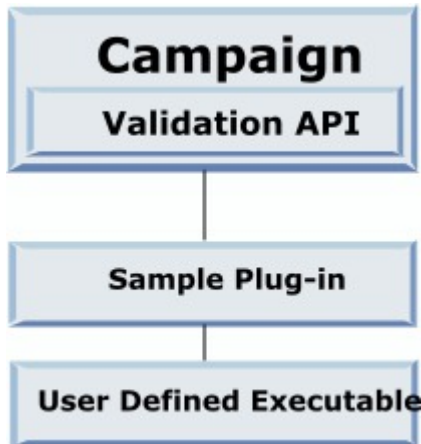 Campaign
Validation API
Sample Plug-in
User Defined Executable